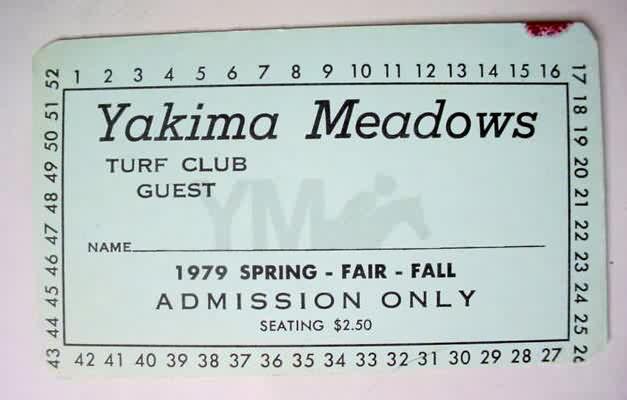 1 2 3 4 5 6 7 8 9 10 11 12 13 14 15 16
17 18 19 20 21 22 23 24 25 26
Yakima Meadows
TURF CLUB
GUEST
YM
NAME
1979 SPRING - FAIR - FALL
ADMISSION ONLY
SEATING $2.50
42 41 40 39 38 37 36 35 34 33 32 31 30 29 28 27
43 44 45 46 47 48 49 50 51 52